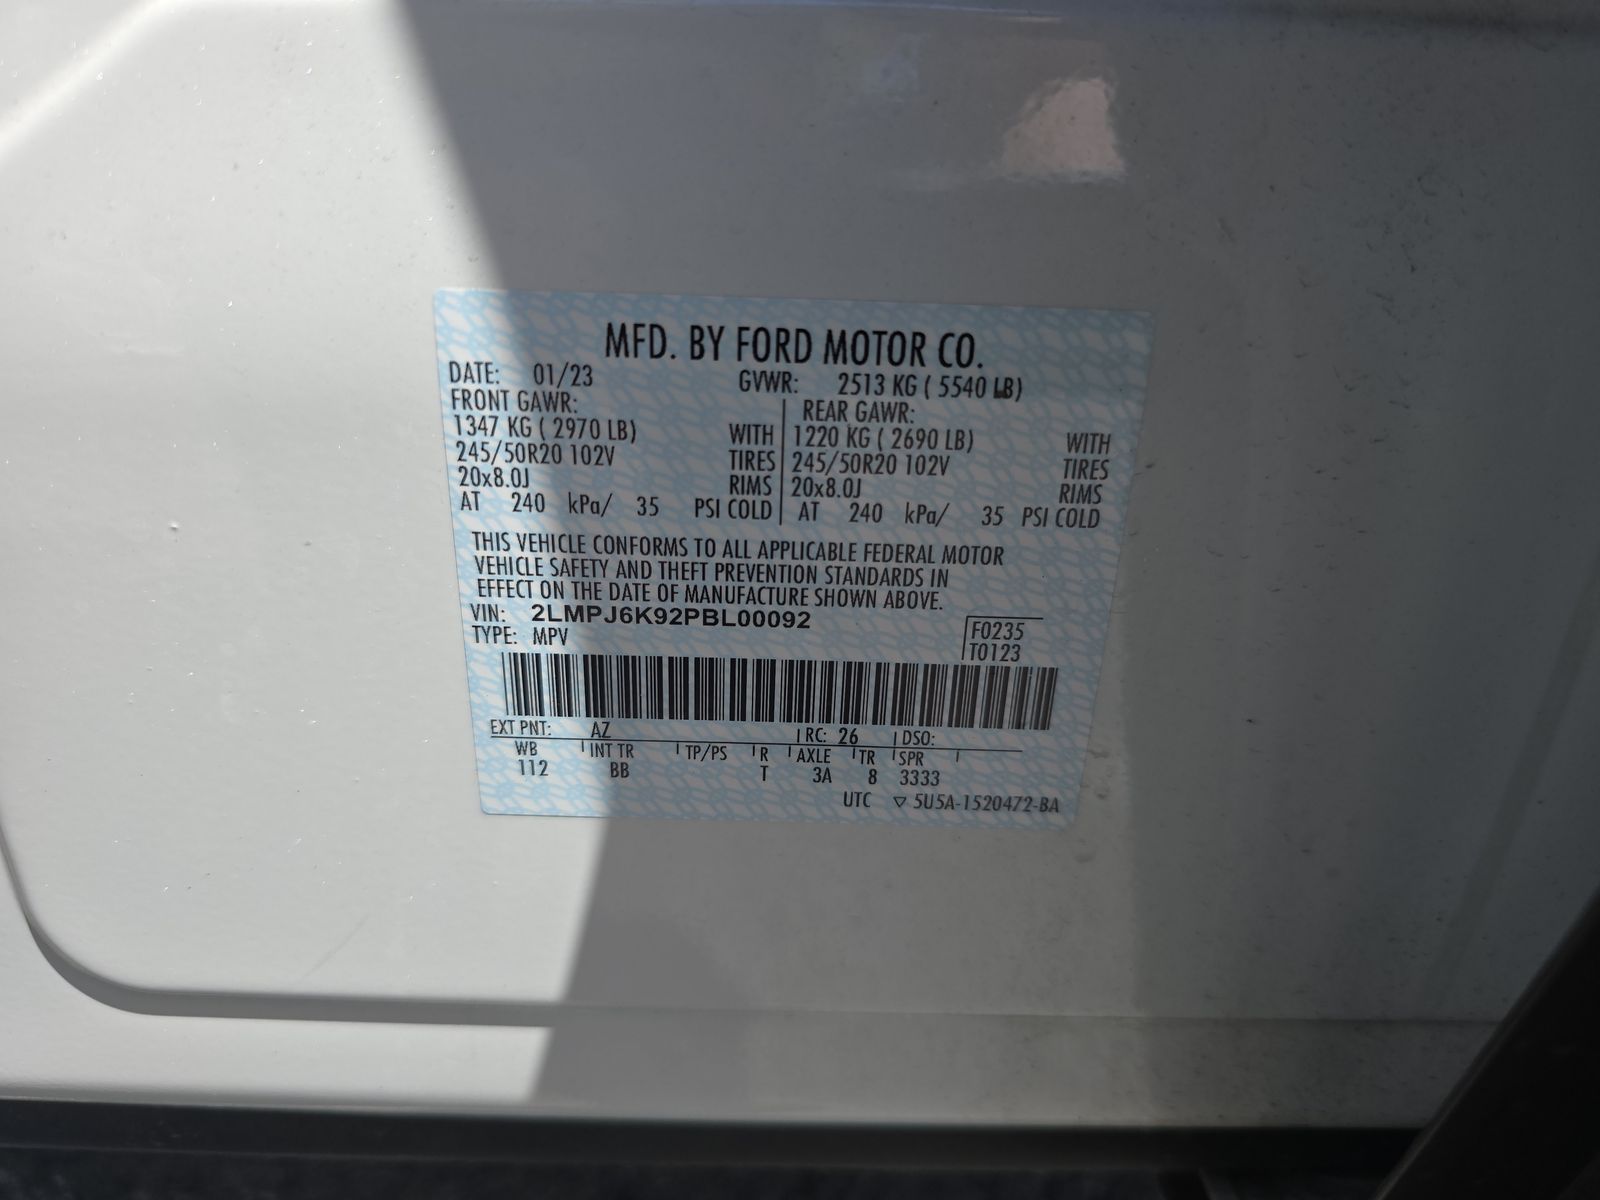 MFD. BY FORD MOTOR CO.
DATE: 01/23 GVWR: 2513 KG ( 5540 LB)
FRONT GAWR: REAR GAWR:
1347 KG ( 2970 LB) WITH 1220 KG ( 2690 LB) WITH
245/50R20 102V TIRES 245/50R20 102V TIRES
20x8.0J RIMS 20x8.0J RIMS
AT 240 kPa/ 35 PSI COLD AT 240 kPa/ 35 PSI COLD
THIS VEHICLE CONFORMS TO ALL APPLICABLE FEDERAL MOTOR
VEHICLE SAFETY AND THEFT PREVENTION STANDARDS IN
EFFECT ON THE DATE OF MANUFACTURE SHOWN ABOVE.
VIN: 2LMPJ6K92PBL00092
TYPE: MPV F0235
T0123
EXT PNT: AZ RC: 26 DSO:
WB INT TR TP/PS R AXLE TR SPR
112 BB T 3A 8 3333
UTC ▽ 5U5A-1520472-BA